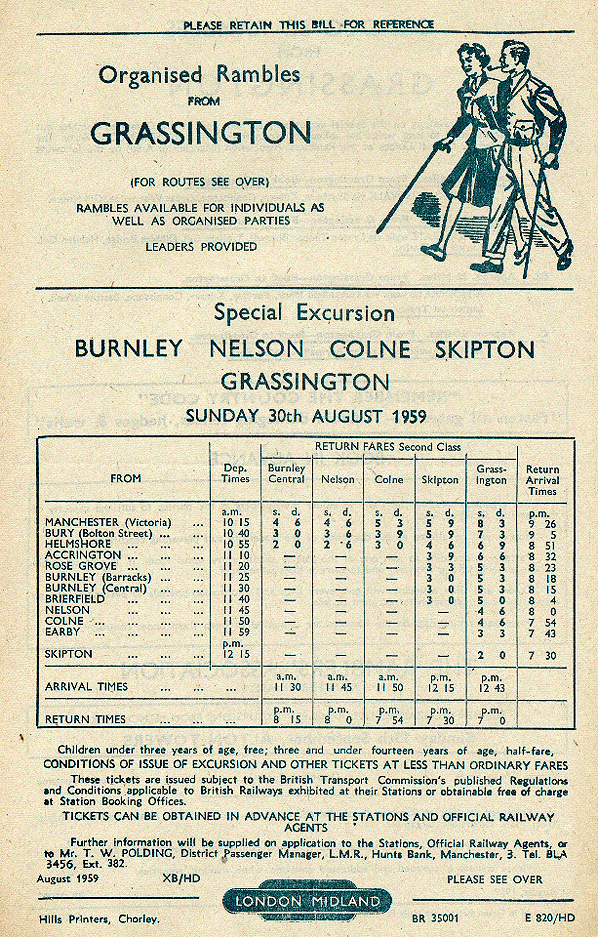 PLEASE RETAIN THIS BILL FOR REFERENCE
Organised Rambles
FROM
GRASSINGTON
(FOR ROUTES SEE OVER)
RAMBLES AVAILABLE FOR INDIVIDUALS AS
WELL AS ORGANISED PARTIES
LEADERS PROVIDED
Special Excursion
BURNLEY NELSON COLNE SKIPTON
GRASSINGTON
SUNDAY 30th AUGUST 1959
RETURN FARES Second Class
FROM Dep. Times Burnley Central Nelson Colne Skipton Grass-ington Return Arrival Times
a.m. s. d. s. d. s. d. s. d. s. d. p.m.
MANCHESTER (Victoria) ... 10 15 4 6 4 6 5 3 5 9 8 3 9 26
BURY (Bolton Street) ... ... 10 40 3 0 3 6 3 9 5 9 7 3 9 5
HELMSHORE ... ... ... 10 55 2 0 2 6 3 0 4 6 6 9 8 51
ACCRINGTON ... ... ... 11 10 — — — 3 9 6 6 8 32
ROSE GROVE ... ... ... 11 20 — — — 3 3 5 3 8 23
BURNLEY (Barracks) ... ... 11 25 — — — 3 0 5 3 8 18
BURNLEY (Central) ... ... 11 30 — — — 3 0 5 3 8 15
BRIERFIELD ... ... ... 11 40 — — — 3 0 5 0 8 4
NELSON ... ... ... 11 45 — — — — 4 6 8 0
COLNE ... ... ... ... 11 50 — — — — 4 6 7 54
EARBY ... ... ... ... 11 59 — — — — 3 3 7 43
p.m.
SKIPTON ... ... ... 12 15 — — — — 2 0 7 30
a.m. a.m. a.m. p.m. p.m.
ARRIVAL TIMES ... ... ... 11 30 11 45 11 50 12 15 12 43
p.m. p.m. p.m. p.m. p.m.
RETURN TIMES ... ... ... 8 15 8 0 7 54 7 30 7 0
Children under three years of age, free; three and under fourteen years of age, half-fare,
CONDITIONS OF ISSUE OF EXCURSION AND OTHER TICKETS AT LESS THAN ORDINARY FARES
These tickets are issued subject to the British Transport Commission's published Regulations
and Conditions applicable to British Railways exhibited at their Stations or obtainable free of charge
at Station Booking Offices.
TICKETS CAN BE OBTAINED IN ADVANCE AT THE STATIONS AND OFFICIAL RAILWAY
AGENTS
Further information will be supplied on application to the Stations, Official Railway Agents, or
to Mr. T. W. POLDING, District Passenger Manager, L.M.R., Hunts Bank, Manchester, 3. Tel. BLA
3456, Ext. 382.
August 1959 XB/HD PLEASE SEE OVER
LONDON MIDLAND
Hills Printers, Chorley. BR 35001 E 820/HD